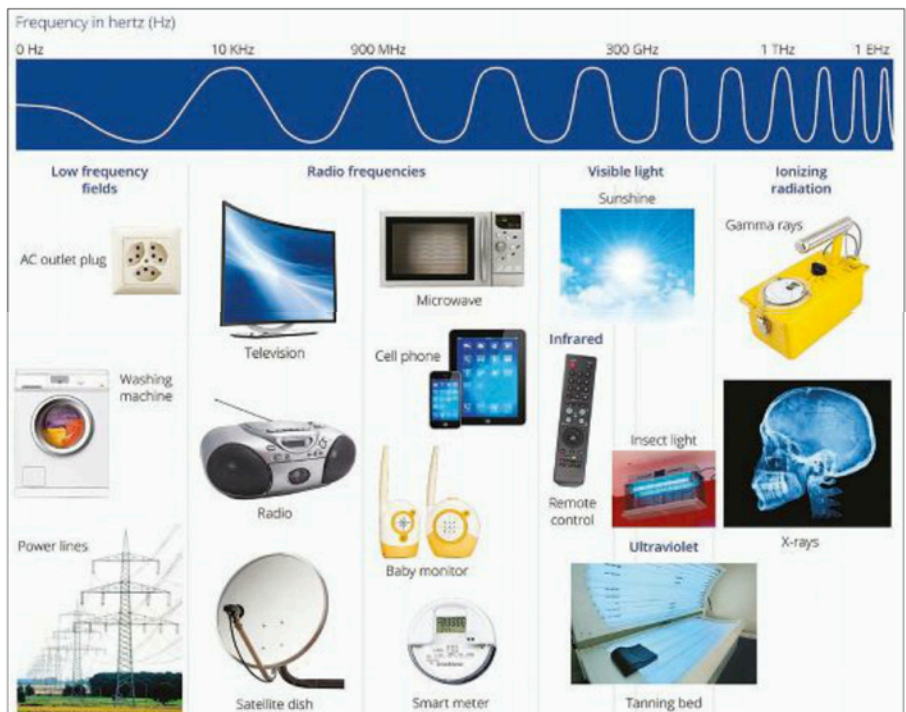 Frequency in hertz (Hz)
0 Hz
10 KHz
900 MHz
300 GHz
1 THz
1 EHz
Low frequency
fields
Radio frequencies
Visible light
Ionizing
radiation
AC outlet plug
Washing
machine
Power lines
Television
Radio
Satellite dish
Microwave
Cell phone
Baby monitor
Smart meter
Sunshine
Infrared
Remote
control
Insect light
Ultraviolet
Tanning bed
Gamma rays
X-rays